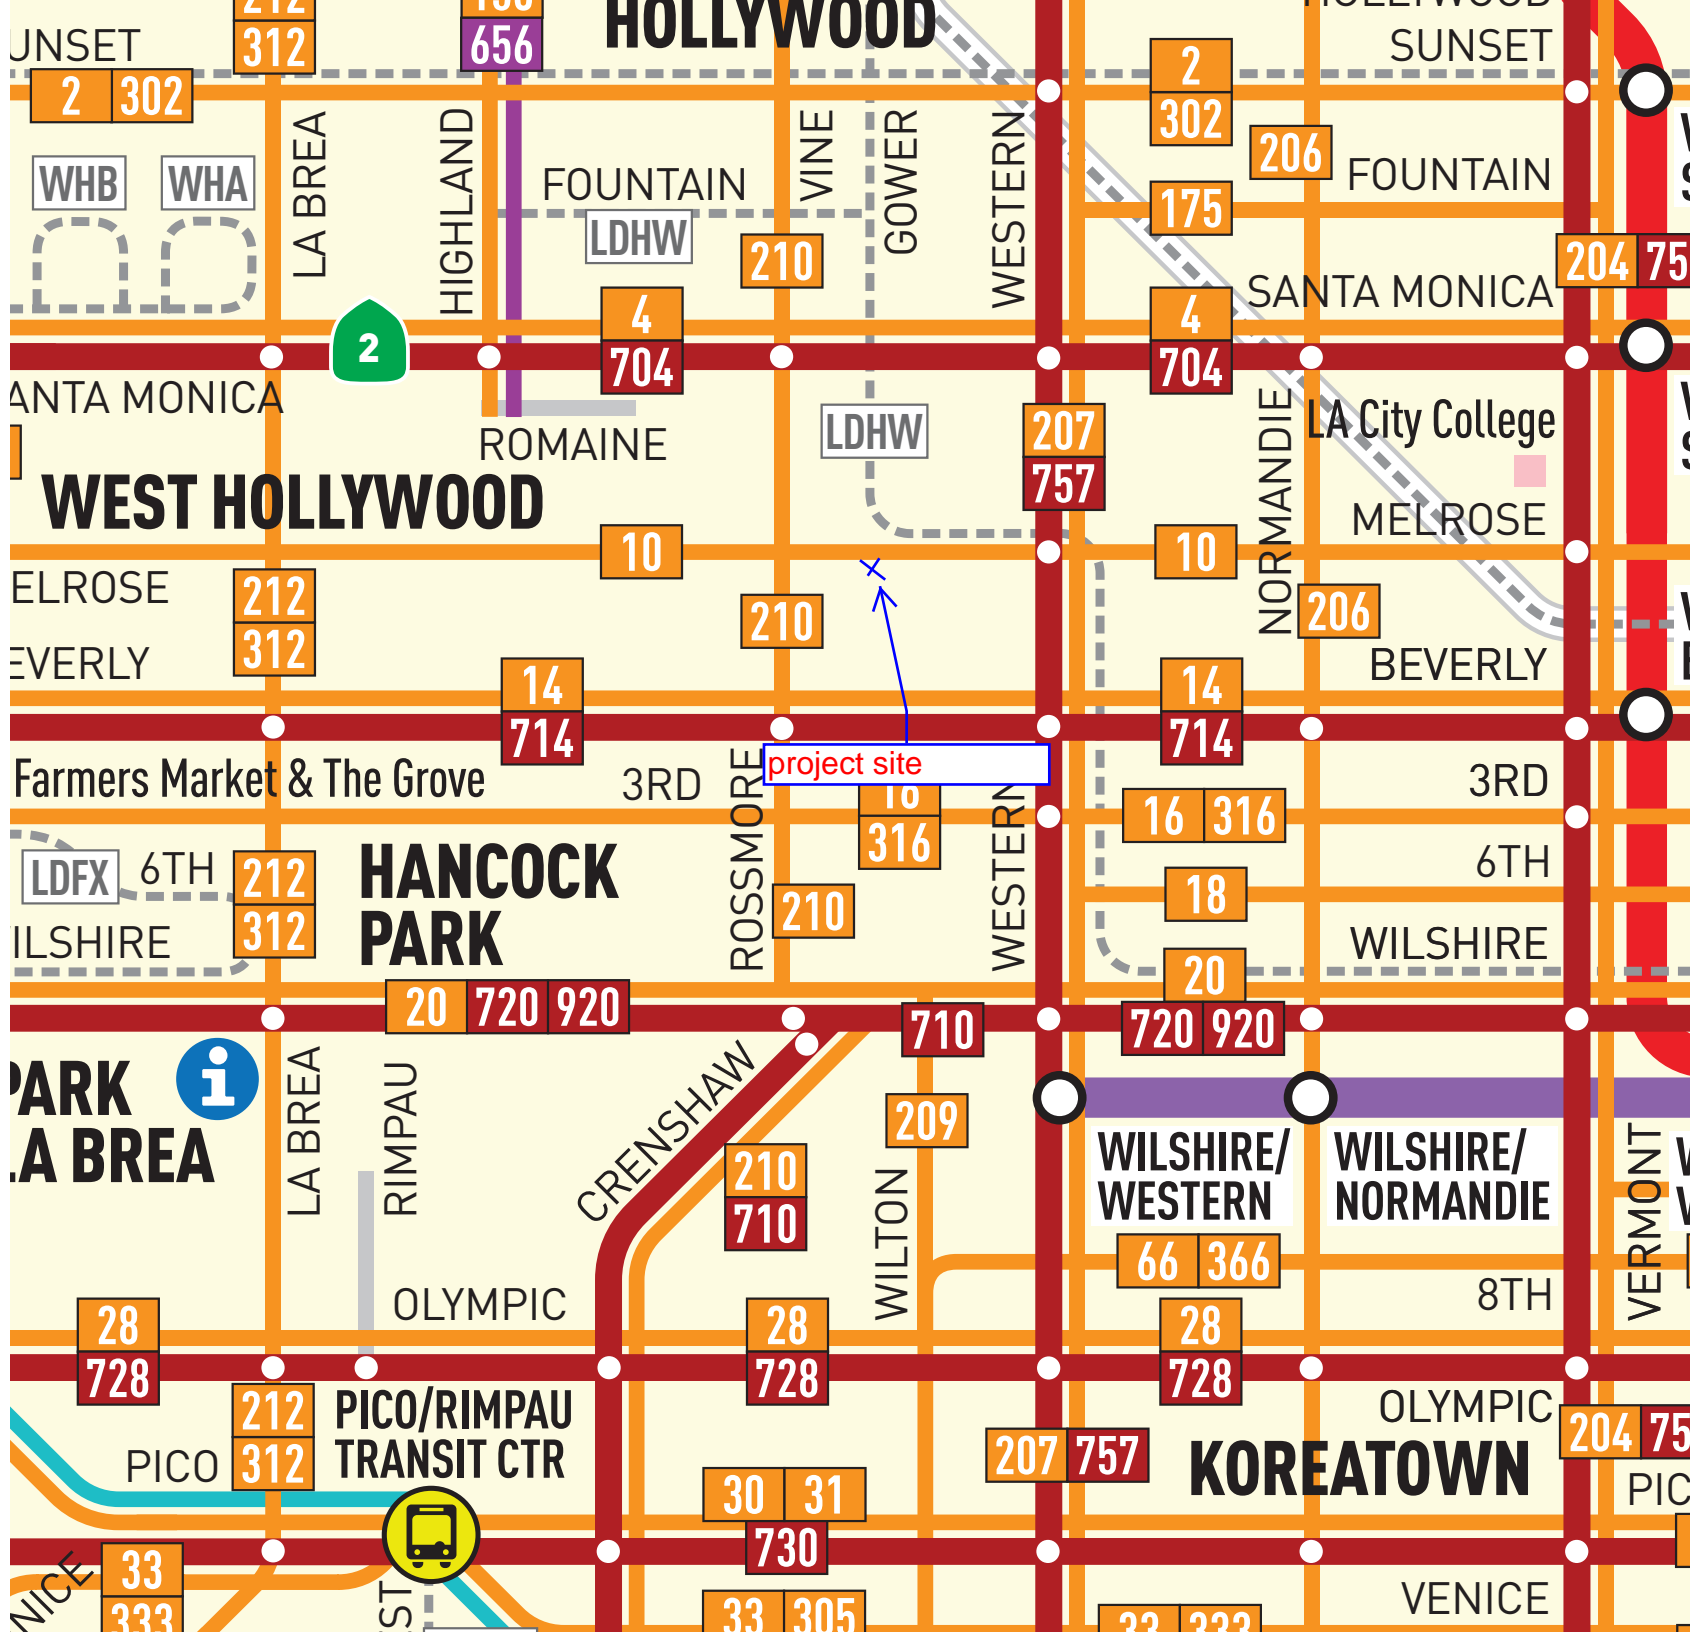 212
312
656
HOLLYWOOD
SUNSET
2 302
2
302
206
LA BREA
HIGHLAND
VINE
GOWER
WESTERN
WHB
WHA
FOUNTAIN
LDHW
210
FOUNTAIN
175
204
SANTA MONICA
4
704
4
704
2
ROMAINE
LDHW
207
757
NORMANDIE
LA City College
WEST HOLLYWOOD
10
10
MELROSE
212
312
210
206
BEVERLY
14
714
14
714
Farmers Market & The Grove
3RD
ROSSMORE
project site
16
316
WESTERN
16 316
3RD
LDFX
6TH
212
312
HANCOCK
PARK
210
18
6TH
WILSHIRE
20 720 920
710
20
720 920
PARK
LA BREA
LA BREA
RIMPAU
CRENSHAW
209
210
710
WILTON
WILSHIRE/
WESTERN
WILSHIRE/
NORMANDIE
VERMONT
66 366
8TH
28
728
OLYMPIC
28
728
28
728
OLYMPIC
212
312
PICO
PICO/RIMPAU
TRANSIT CTR
207 757
KOREATOWN
204
30 31
730
33
333
33 305
33 333
VENICE